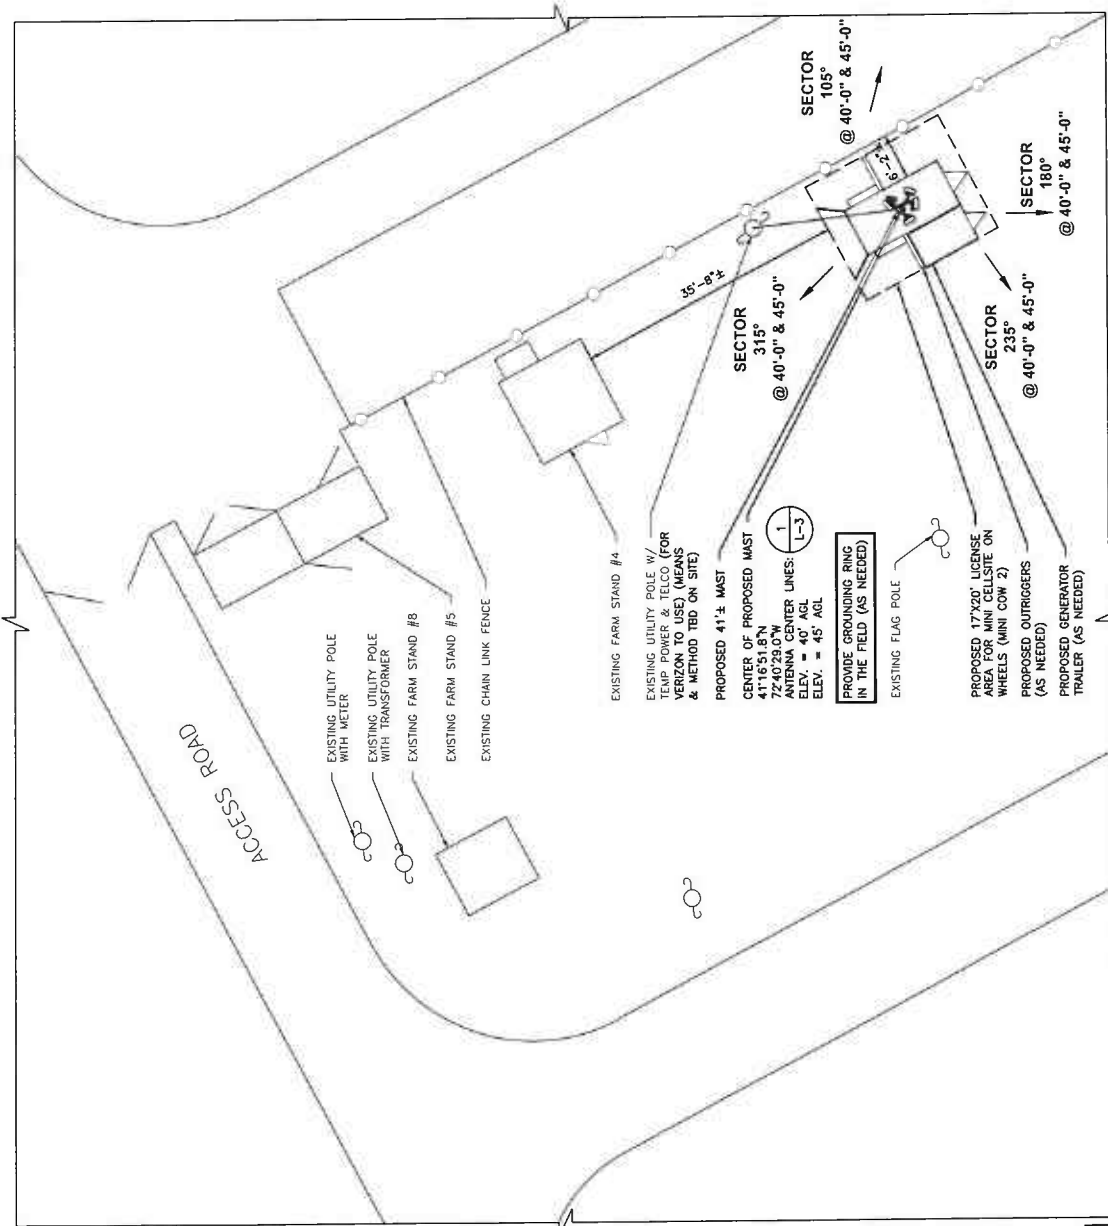 SECTOR
105°
@ 40'-0" & 45'-0"
6'-2"±
SECTOR
180°
@ 40'-0" & 45'-0"
35'-8"±
SECTOR
315°
@ 40'-0" & 45'-0"
SECTOR
235°
@ 40'-0" & 45'-0"
ACCESS ROAD
EXISTING UTILITY POLE
WITH METER
EXISTING UTILITY POLE
WITH TRANSFORMER
EXISTING FARM STAND #8
EXISTING FARM STAND #5
EXISTING CHAIN LINK FENCE
EXISTING FARM STAND #4
EXISTING UTILITY POLE W/
TEMP POWER & TELCO (FOR
VERIZON TO USE) (MEANS
& METHOD TBD ON SITE)
PROPOSED 41'± MAST
CENTER OF PROPOSED MAST
41°16'51.8"N
72°40'29.0"W
ANTENNA CENTER LINES:
ELEV. = 40' AGL
ELEV. = 45' AGL
1
L-3
PROVIDE GROUNDING RING
IN THE FIELD (AS NEEDED)
EXISTING FLAG POLE
PROPOSED 17'X20' LICENSE
AREA FOR MINI CELLSITE ON
WHEELS (MINI COW 2)
PROPOSED OUTRIGGERS
(AS NEEDED)
PROPOSED GENERATOR
TRAILER (AS NEEDED)